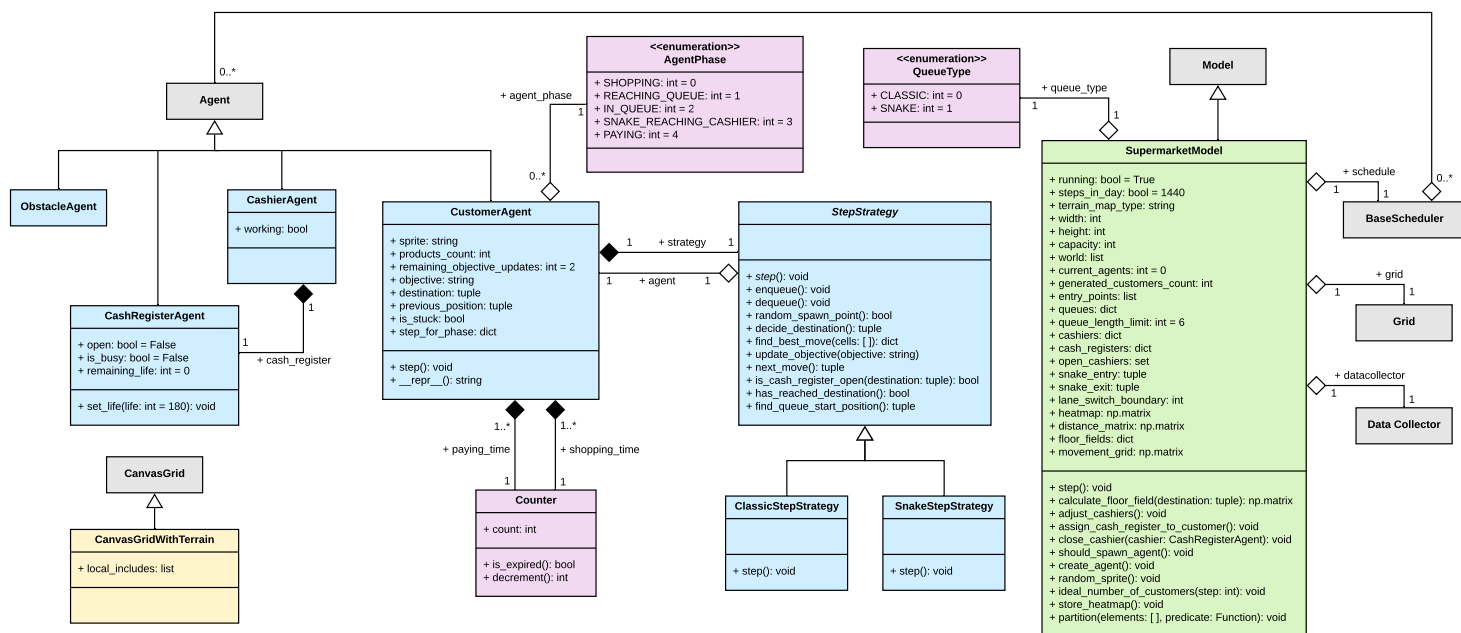 0..*
Agent
ObstacleAgent
CashierAgent
+ working: bool
1
CashRegisterAgent
+ open: bool = False
+ is_busy: bool = False
+ remaining_life: int = 0
+ set_life(life: int = 180): void
1
+ cash_register
CanvasGrid
CanvasGridWithTerrain
+ local_includes: list
<<enumeration>>
AgentPhase
+ SHOPPING: int = 0
+ REACHING_QUEUE: int = 1
+ IN_QUEUE: int = 2
+ SNAKE_REACHING_CASHIER: int = 3
+ PAYING: int = 4
+ agent_phase
1
0..*
CustomerAgent
+ sprite: string
+ products_count: int
+ remaining_objective_updates: int = 2
+ objective: string
+ destination: tuple
+ previous_position: tuple
+ is_stuck: bool
+ step_for_phase: dict
+ step(): void
+ __repr__(): string
1 + strategy 1
1 + agent 1
1..* 1..*
+ paying_time + shopping_time
1 1
Counter
+ count: int
+ is_expired(): bool
+ decrement(): int
StepStrategy
+ step(): void
+ enqueue(): void
+ dequeue(): void
+ random_spawn_point(): bool
+ decide_destination(): tuple
+ find_best_move(cells: [ ]): dict
+ update_objective(objective: string)
+ next_move(): tuple
+ is_cash_register_open(destination: tuple): bool
+ has_reached_destination(): bool
+ find_queue_start_position(): tuple
ClassicStepStrategy
+ step(): void
SnakeStepStrategy
+ step(): void
<<enumeration>>
QueueType
+ CLASSIC: int = 0
+ SNAKE: int = 1
+ queue_type
1
1
Model
SupermarketModel
+ running: bool = True
+ steps_in_day: bool = 1440
+ terrain_map_type: string
+ width: int
+ height: int
+ capacity: int
+ world: list
+ current_agents: int = 0
+ generated_customers_count: int
+ entry_points: list
+ queues: dict
+ queue_length_limit: int = 6
+ cashiers: dict
+ cash_registers: dict
+ open_cashiers: set
+ snake_entry: tuple
+ snake_exit: tuple
+ lane_switch_boundary: int
+ heatmap: np.matrix
+ distance_matrix: np.matrix
+ floor_fields: dict
+ movement_grid: np.matrix
+ step(): void
+ calculate_floor_field(destination: tuple): np.matrix
+ adjust_cashiers(): void
+ assign_cash_register_to_customer(): void
+ close_cashier(cashier: CashRegisterAgent): void
+ should_spawn_agent(): void
+ create_agent(): void
+ random_sprite(): void
+ ideal_number_of_customers(step: int): void
+ store_heatmap(): void
+ partition(elements: [ ], predicate: Function): void
+ schedule
1 1
0..*
BaseScheduler
+ grid
1 1
Grid
+ datacollector
1 1
Data Collector